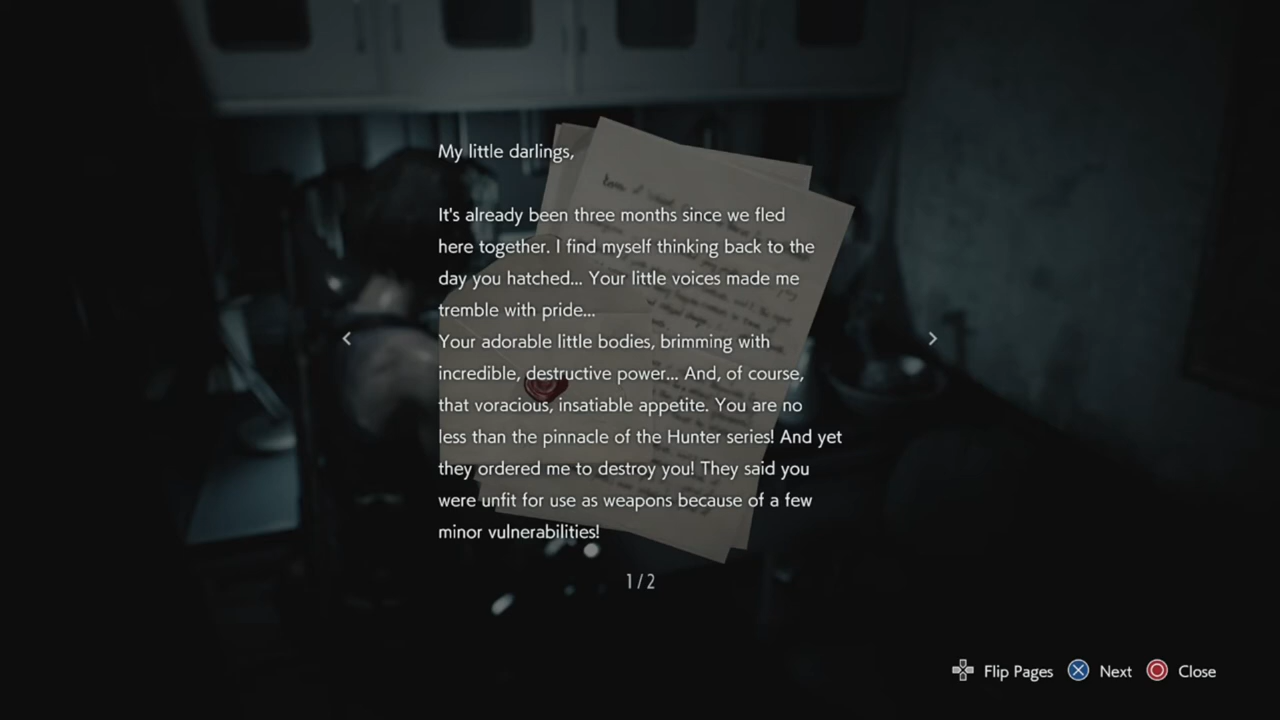 My little darlings,
It's already been three months since we fled
here together. I find myself thinking back to the
day you hatched... Your little voices made me
tremble with pride...
Your adorable little bodies, brimming with
incredible, destructive power... And, of course,
that voracious, insatiable appetite. You are no
less than the pinnacle of the Hunter series! And yet
they ordered me to destroy you! They said you
were unfit for use as weapons because of a few
minor vulnerabilities!
1 / 2
Flip Pages Next Close